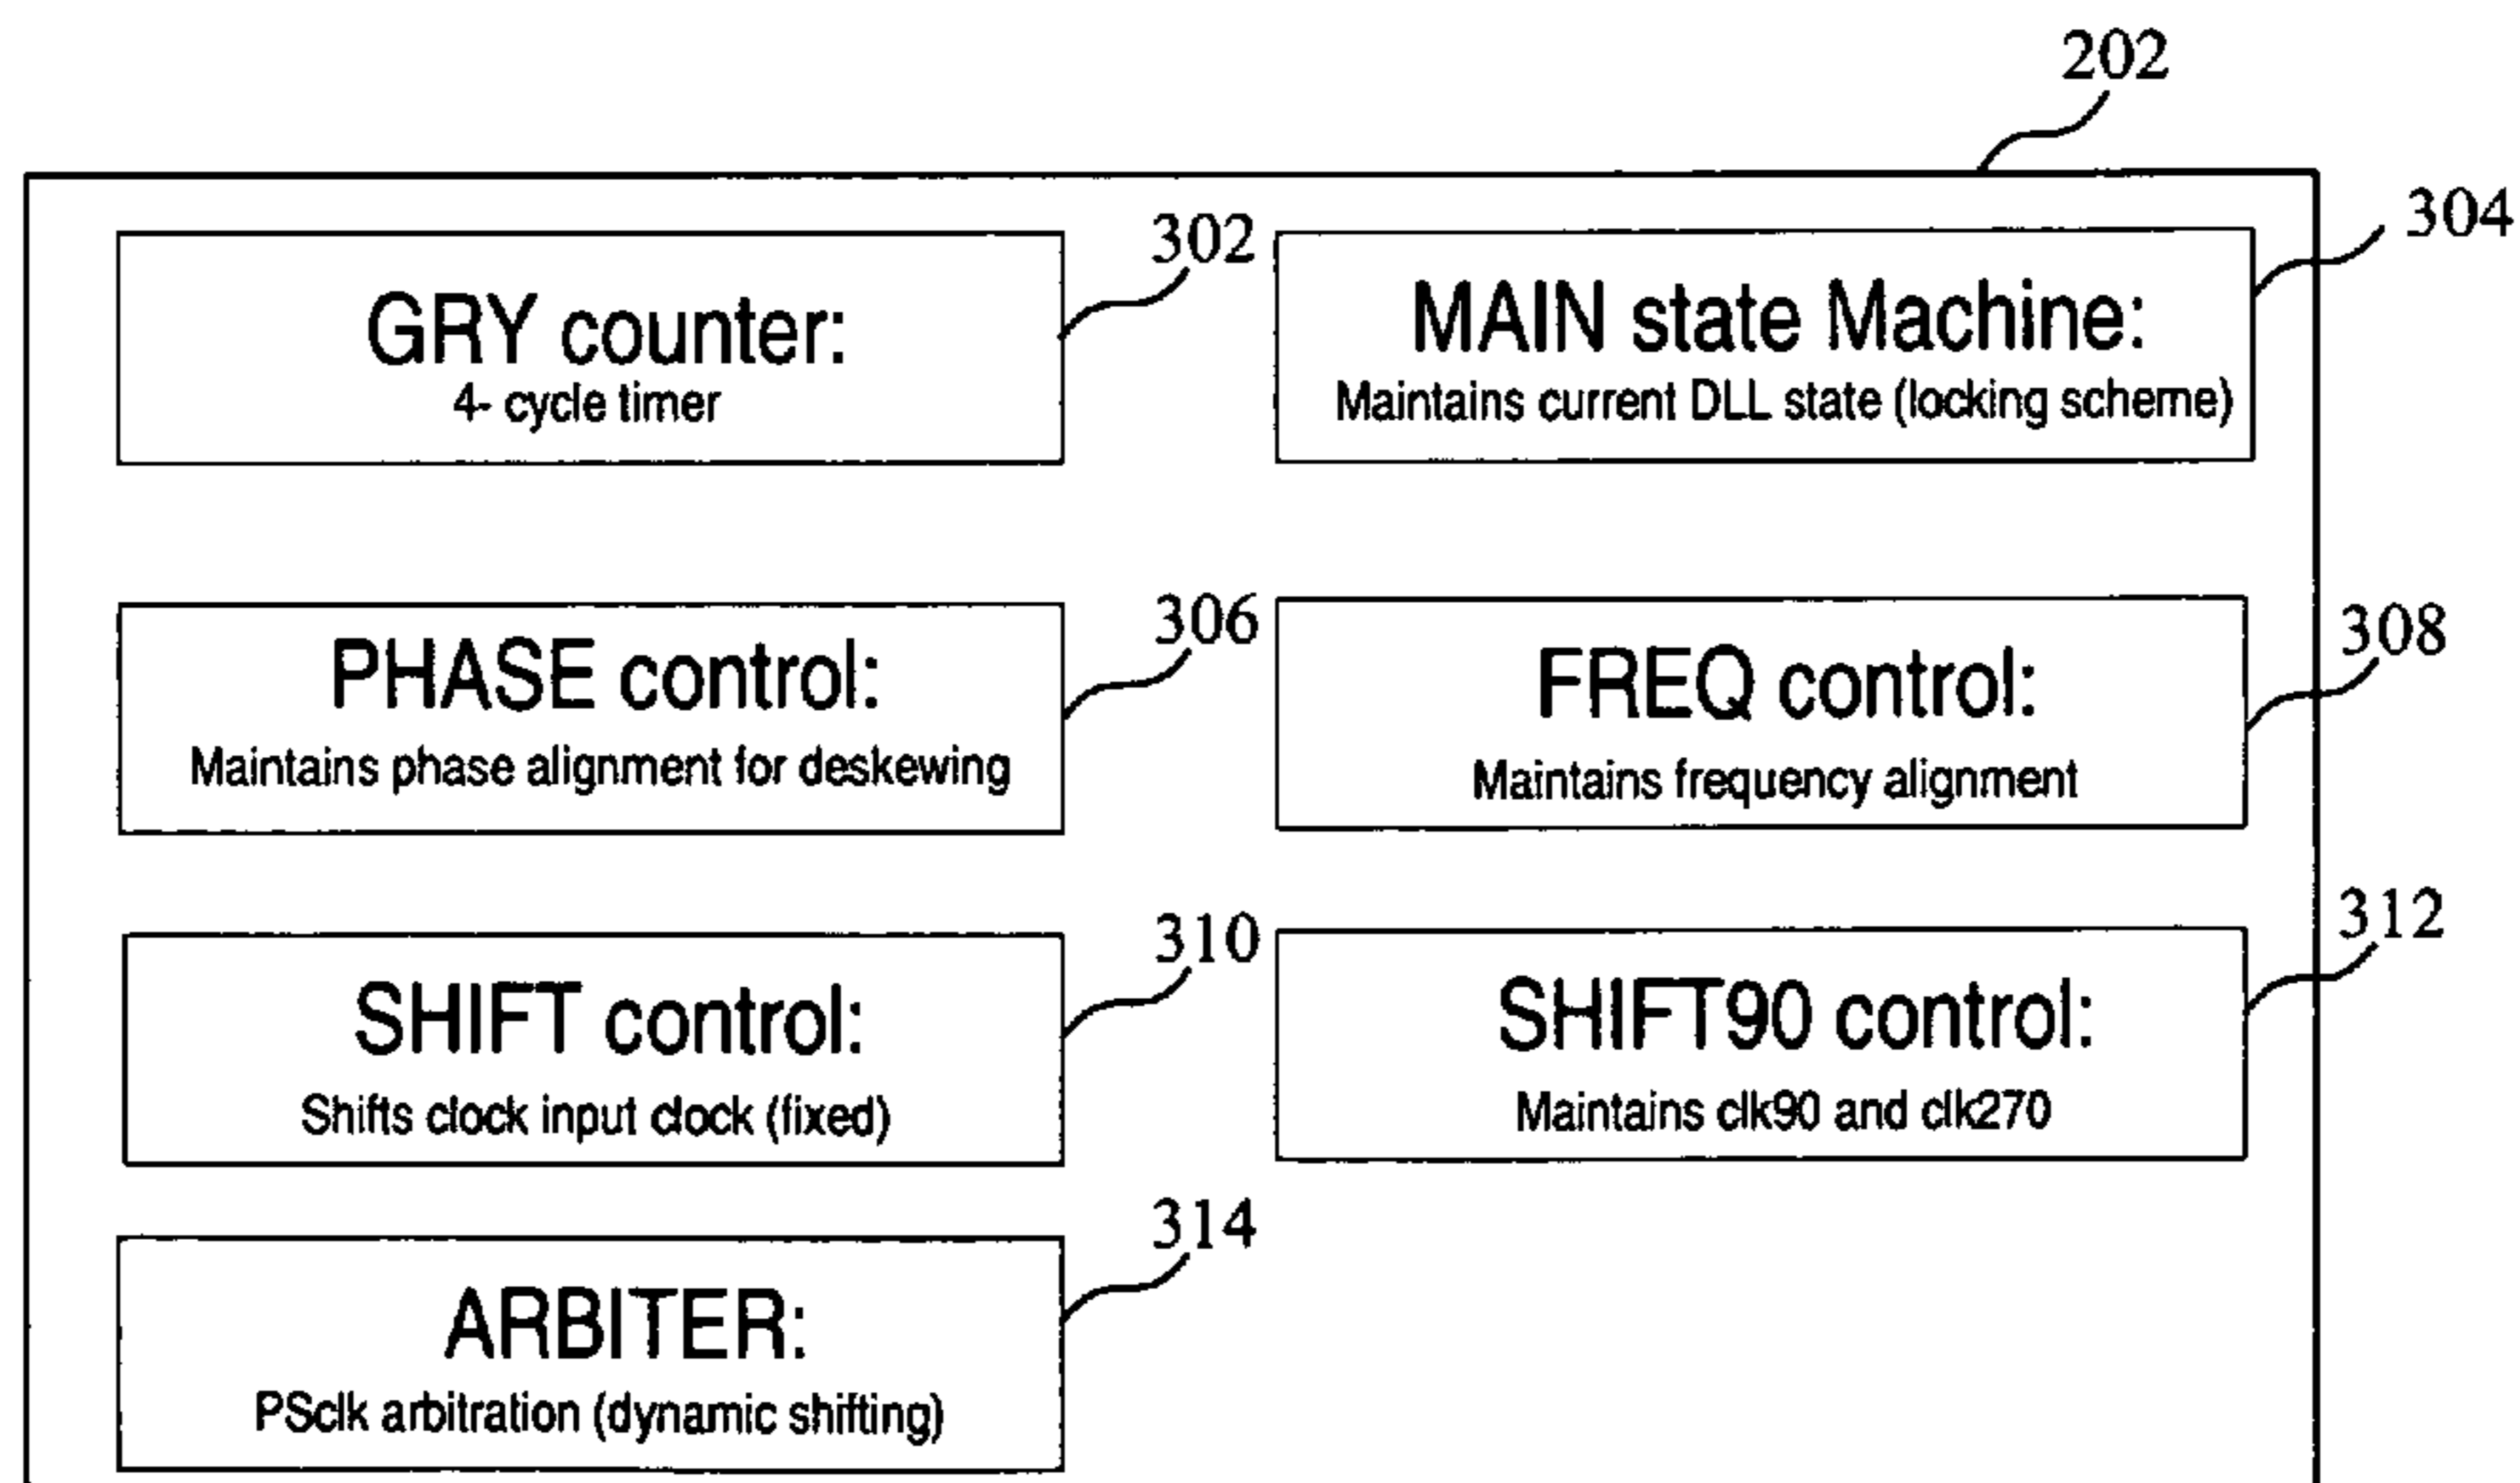 202
302
304
GRY counter:
4- cycle timer
MAIN state Machine:
Maintains current DLL state (locking scheme)
306
308
PHASE control:
Maintains phase alignment for deskewing
FREQ control:
Maintains frequency alignment
310
312
SHIFT control:
Shifts clock input clock (fixed)
SHIFT90 control:
Maintains clk90 and clk270
314
ARBITER:
PSclk arbitration (dynamic shifting)